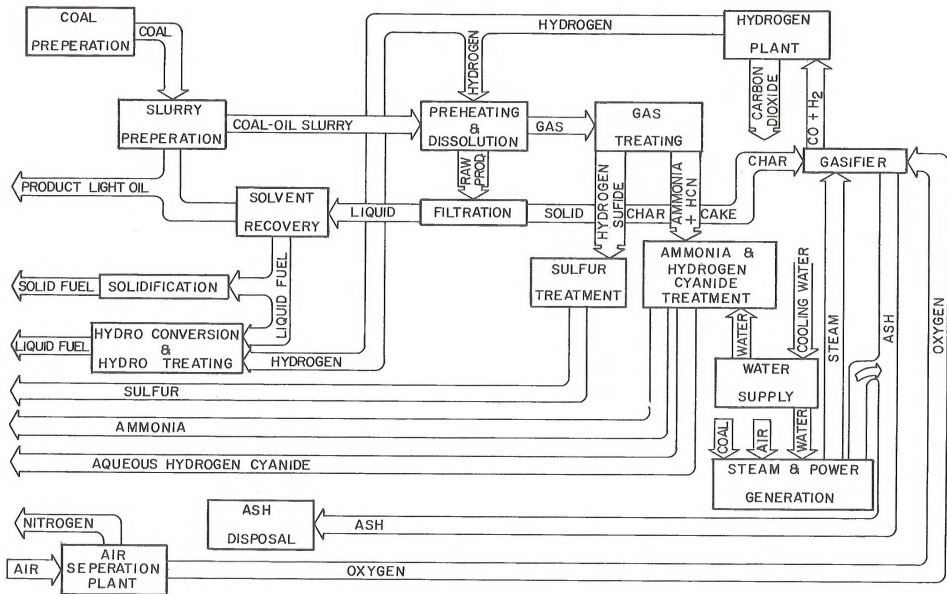 COAL
PREPERATION
COAL
HYDROGEN
HYDROGEN
PLANT
HYDROGEN
CARBON
DIOXIDE
CO + H2
SLURRY
PREPARATION
COAL-OIL SLURRY
PREHEATING
&
DISSOLUTION
GAS
GAS
TREATING
RAW
PROD.
HYDROGEN
SUFIDE
AMMONIA
+ HCN
CHAR
GASIFIER
PRODUCT LIGHT OIL
SOLVENT
RECOVERY
LIQUID
FILTRATION
SOLID
CHAR
CAKE
LIQUID FUEL
SOLID FUEL
SOLIDIFICATION
SULFUR
TREATMENT
AMMONIA &
HYDROGEN
CYANIDE
TREATMENT
COOLING WATER
STEAM
ASH
OXYGEN
LIQUID FUEL
HYDRO CONVERSION
&
HYDRO TREATING
HYDROGEN
WATER
WATER
SUPPLY
SULFUR
AMMONIA
COAL
AIR
WATER
AQUEOUS HYDROGEN CYANIDE
STEAM & POWER
GENERATION
NITROGEN
ASH
DISPOSAL
ASH
AIR
AIR
SEPERATION
PLANT
OXYGEN